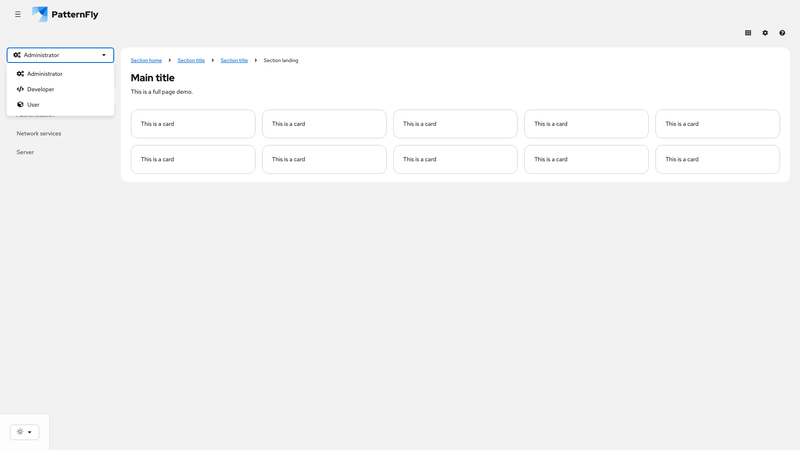 PatternFly
Administrator
Administrator
Developer
User
Network services
Server
Section home
Section title
Section title
Section landing
Main title
This is a full page demo.
This is a card
This is a card
This is a card
This is a card
This is a card
This is a card
This is a card
This is a card
This is a card
This is a card